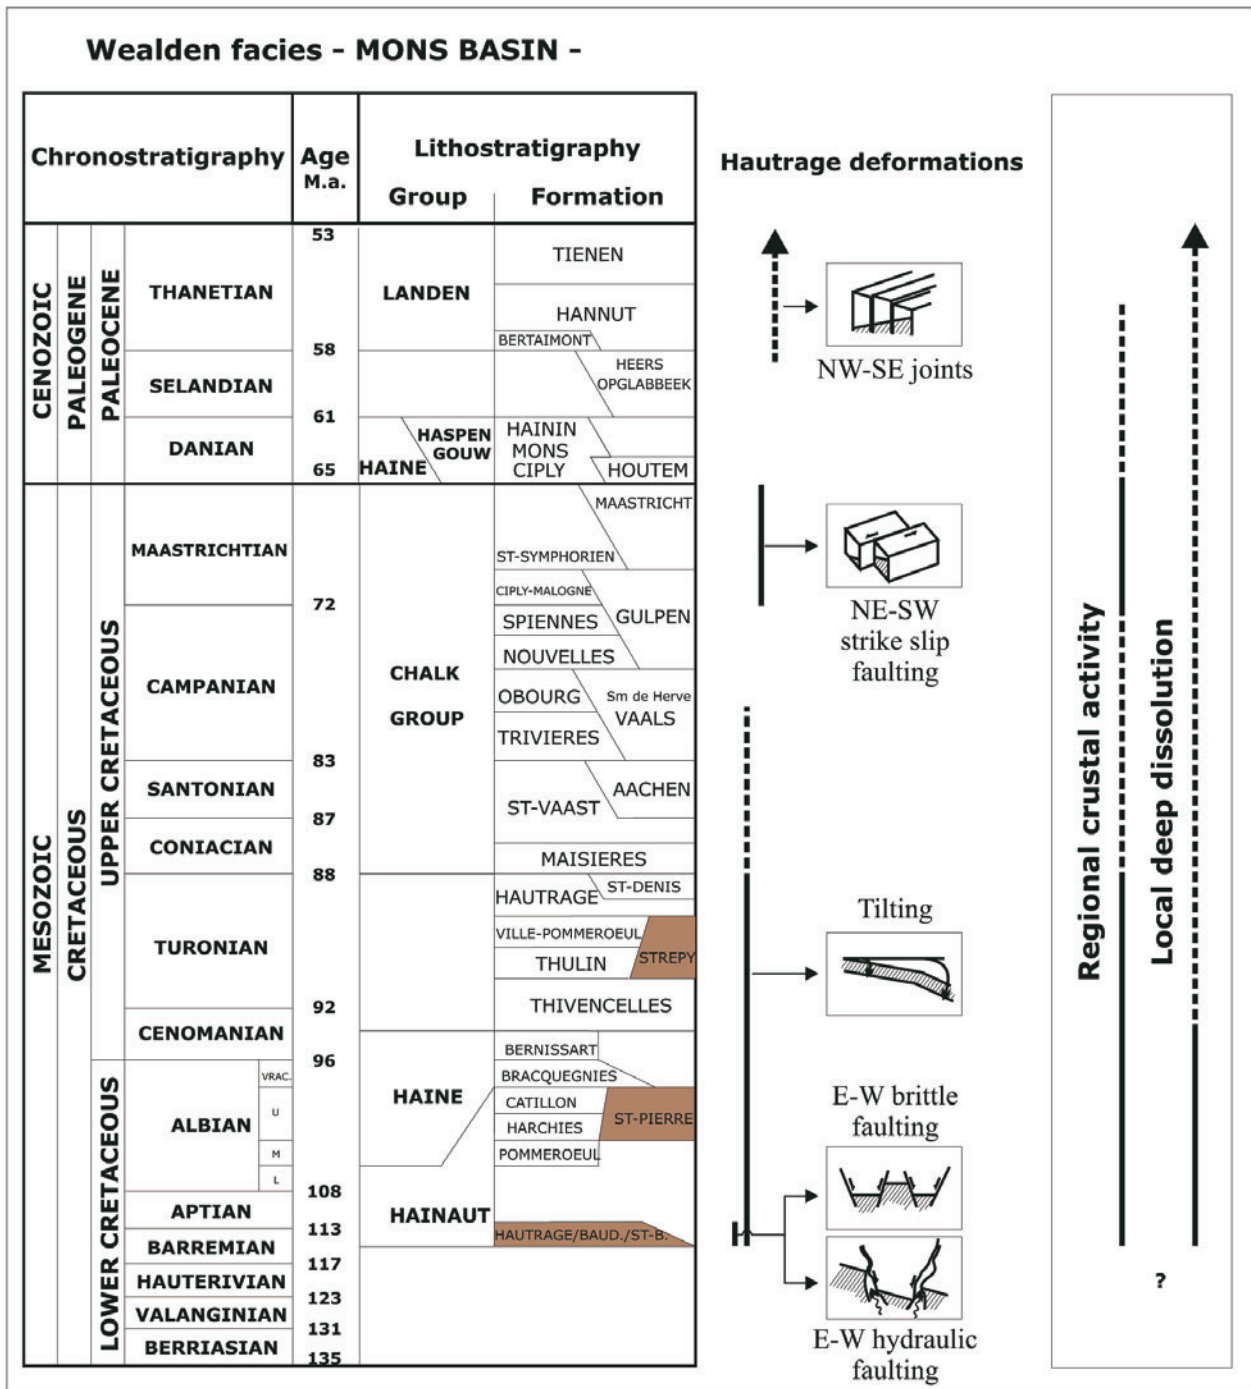 Wealden facies - MONS BASIN -
Chronostratigraphy
Age
M.a.
Lithostratigraphy
Group
Formation
Hautrage deformations
CENOZOIC
PALEOGENE
PALEOCENE
THANETIAN
SELANDIAN
DANIAN
MESOZOIC
CRETACEOUS
UPPER CRETACEOUS
MAASTRICHTIAN
CAMPANIAN
SANTONIAN
CONIACIAN
TURONIAN
CENOMANIAN
LOWER CRETACEOUS
ALBIAN
VRAC.
U
M
L
APTIAN
BARREMIAN
HAUTERIVIAN
VALANGINIAN
BERRIASIAN
53
58
61
65
72
83
87
88
92
96
108
113
117
123
131
135
LANDEN
HASPEN
GOUW
HAINE
CHALK
GROUP
HAINE
HAINAUT
TIENEN
HANNUT
BERTAIMONT
HEERS
OPGLABBEEK
HAININ
MONS
CIPLY
HOUTEM
MAASTRICHT
ST-SYMPHORIEN
CIPLY-MALOGNE
GULPEN
SPIENNES
NOUVELLES
OBOURG
Sm de Herve
VAALS
TRIVIERES
AACHEN
ST-VAAST
MAISIERES
HAUTRAGE
ST-DENIS
VILLE-POMMEROEUL
STREPY
THULIN
THIVENCELLES
BERNISSART
BRACQUEGNIES
CATILLON
ST-PIERRE
HARCHIES
POMMEROEUL
HAUTRAGE/BAUD./ST-B.
NW-SE joints
NE-SW
strike slip
faulting
Tilting
E-W brittle
faulting
E-W hydraulic
faulting
Regional crustal activity
Local deep dissolution
?